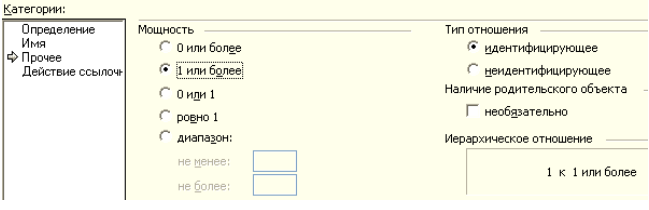 Категории:
Определение
Имя
Прочее
Действие ссылочн
Мощность
0 или более
1 или более
0 или 1
ровно 1
диапазон:
не менее:
не более:
Тип отношения
идентифицирующее
неидентифицирующее
Наличие родительского объекта
необязательно
Иерархическое отношение
1 к 1 или более